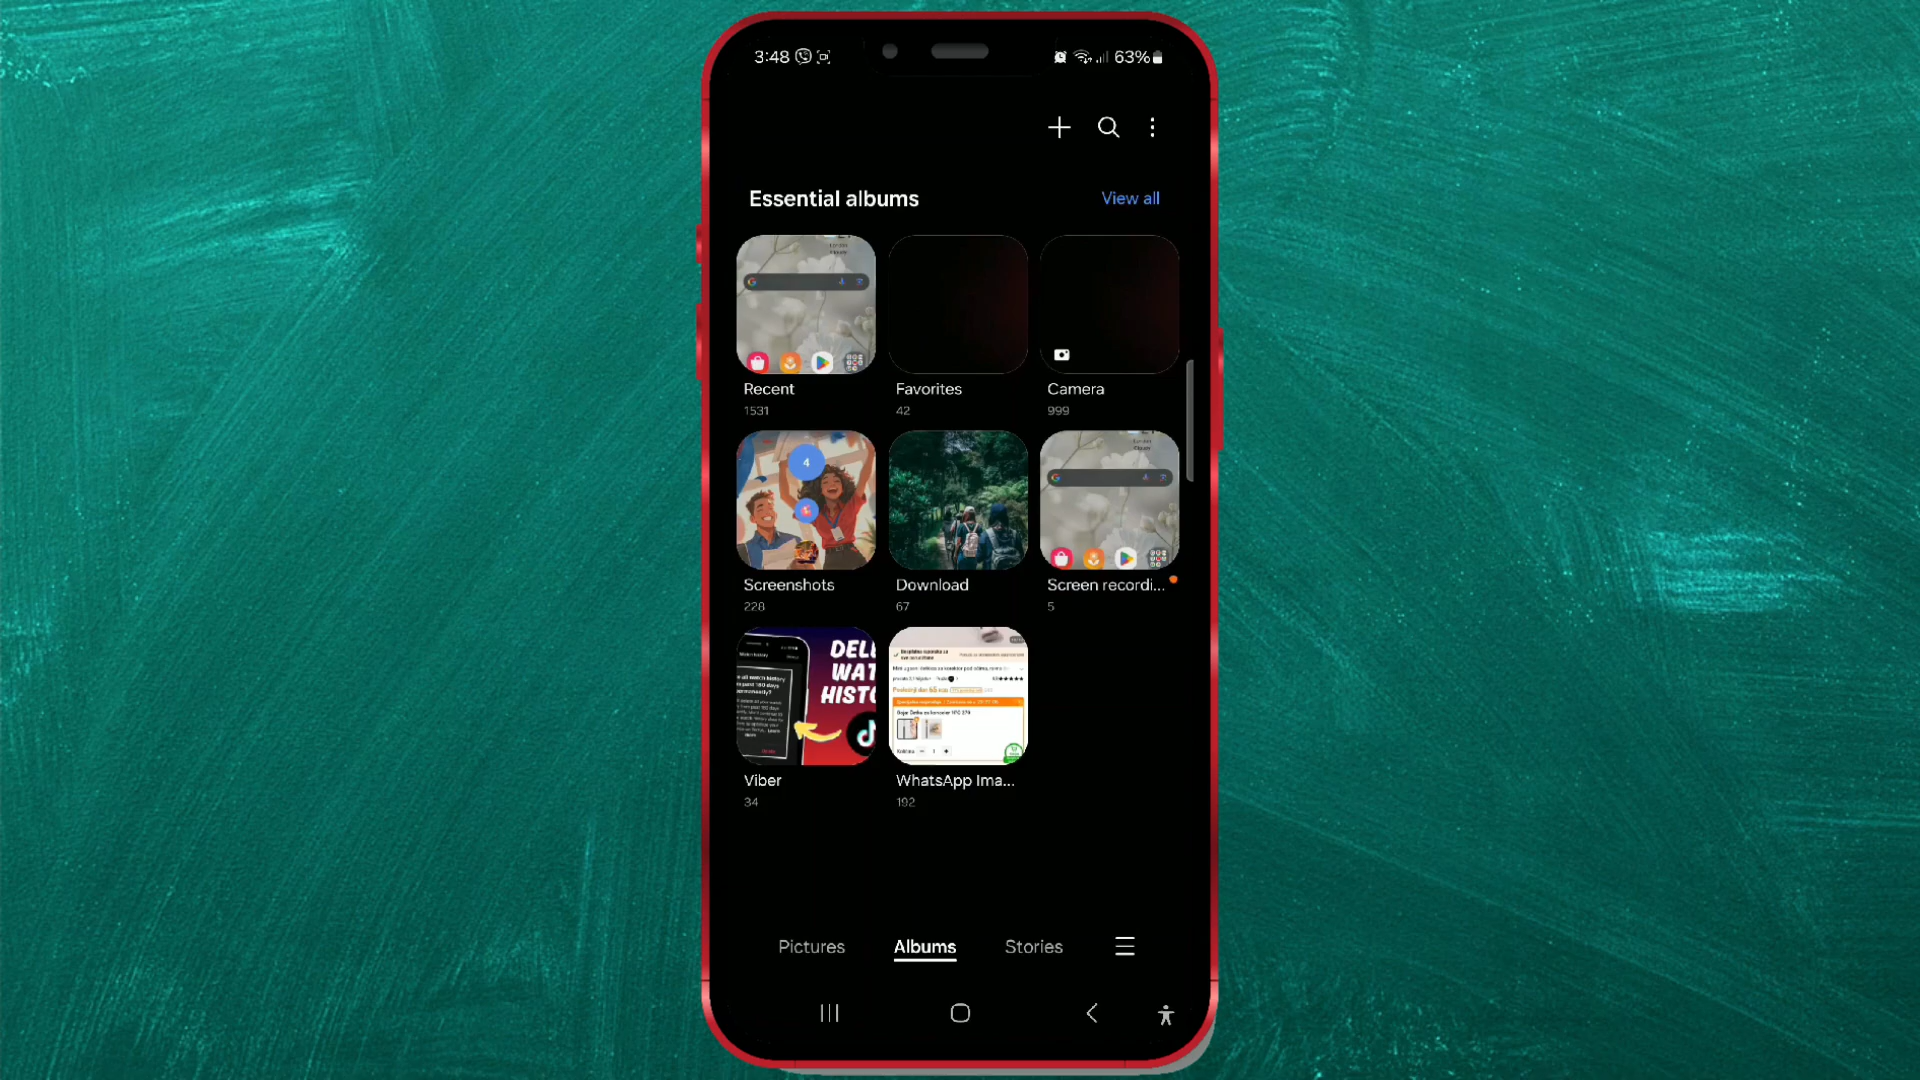 3:48
63%
Essential albums
View all
Recent
Favorites
Camera
1531
42
999
4
Screenshots
Download
Screen recordi...
228
67
5
Viber
WhatsApp Ima...
34
192
Pictures
Albums
Stories